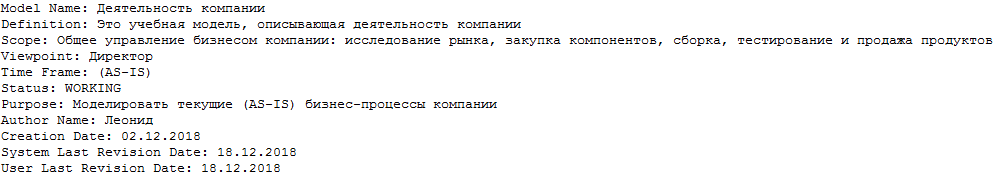 Model Name: Деятельность компании
Definition: Это учебная модель, описывающая деятельность компании
Scope: Общее управление бизнесом компании: исследование рынка, закупка компонентов, сборка, тестирование и продажа продуктов
Viewpoint: Директор
Time Frame: (AS-IS)
Status: WORKING
Purpose: Моделировать текущие (AS-IS) бизнес-процессы компании
Author Name: Леонид
Creation Date: 02.12.2018
System Last Revision Date: 18.12.2018
User Last Revision Date: 18.12.2018